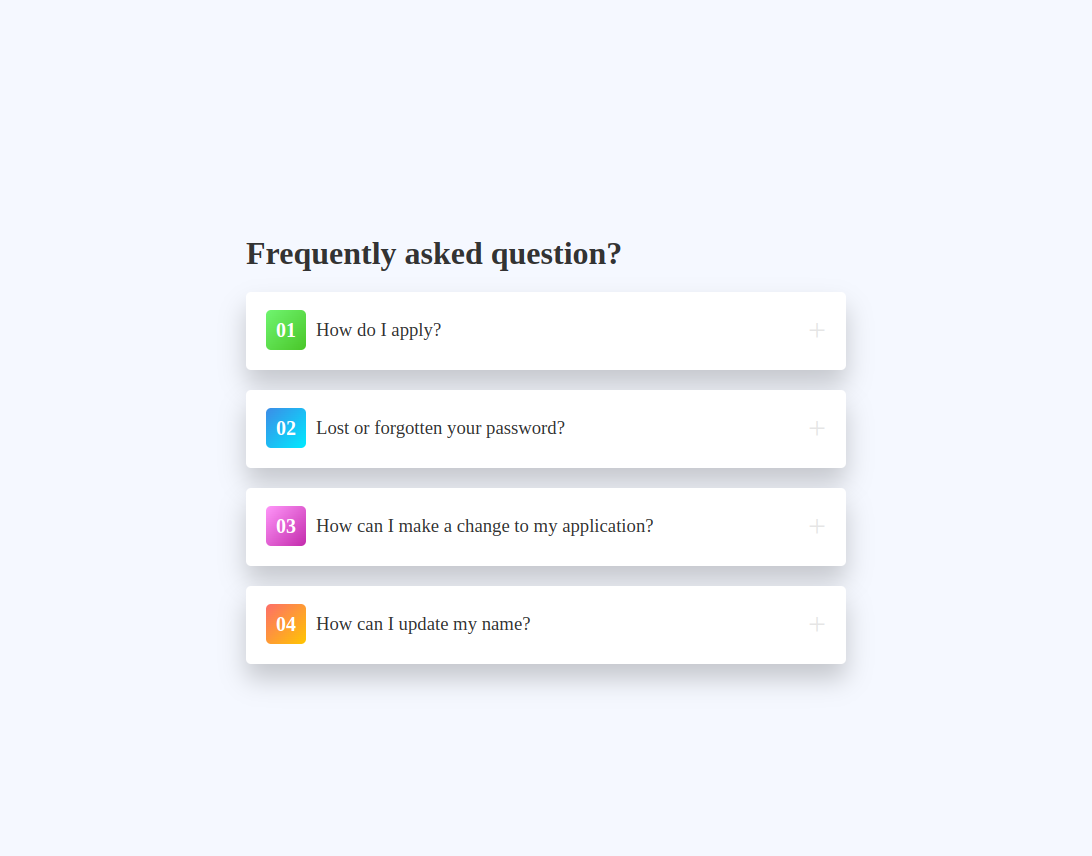 Frequently asked question?
01 How do I apply?
02 Lost or forgotten your password?
03 How can I make a change to my application?
04 How can I update my name?